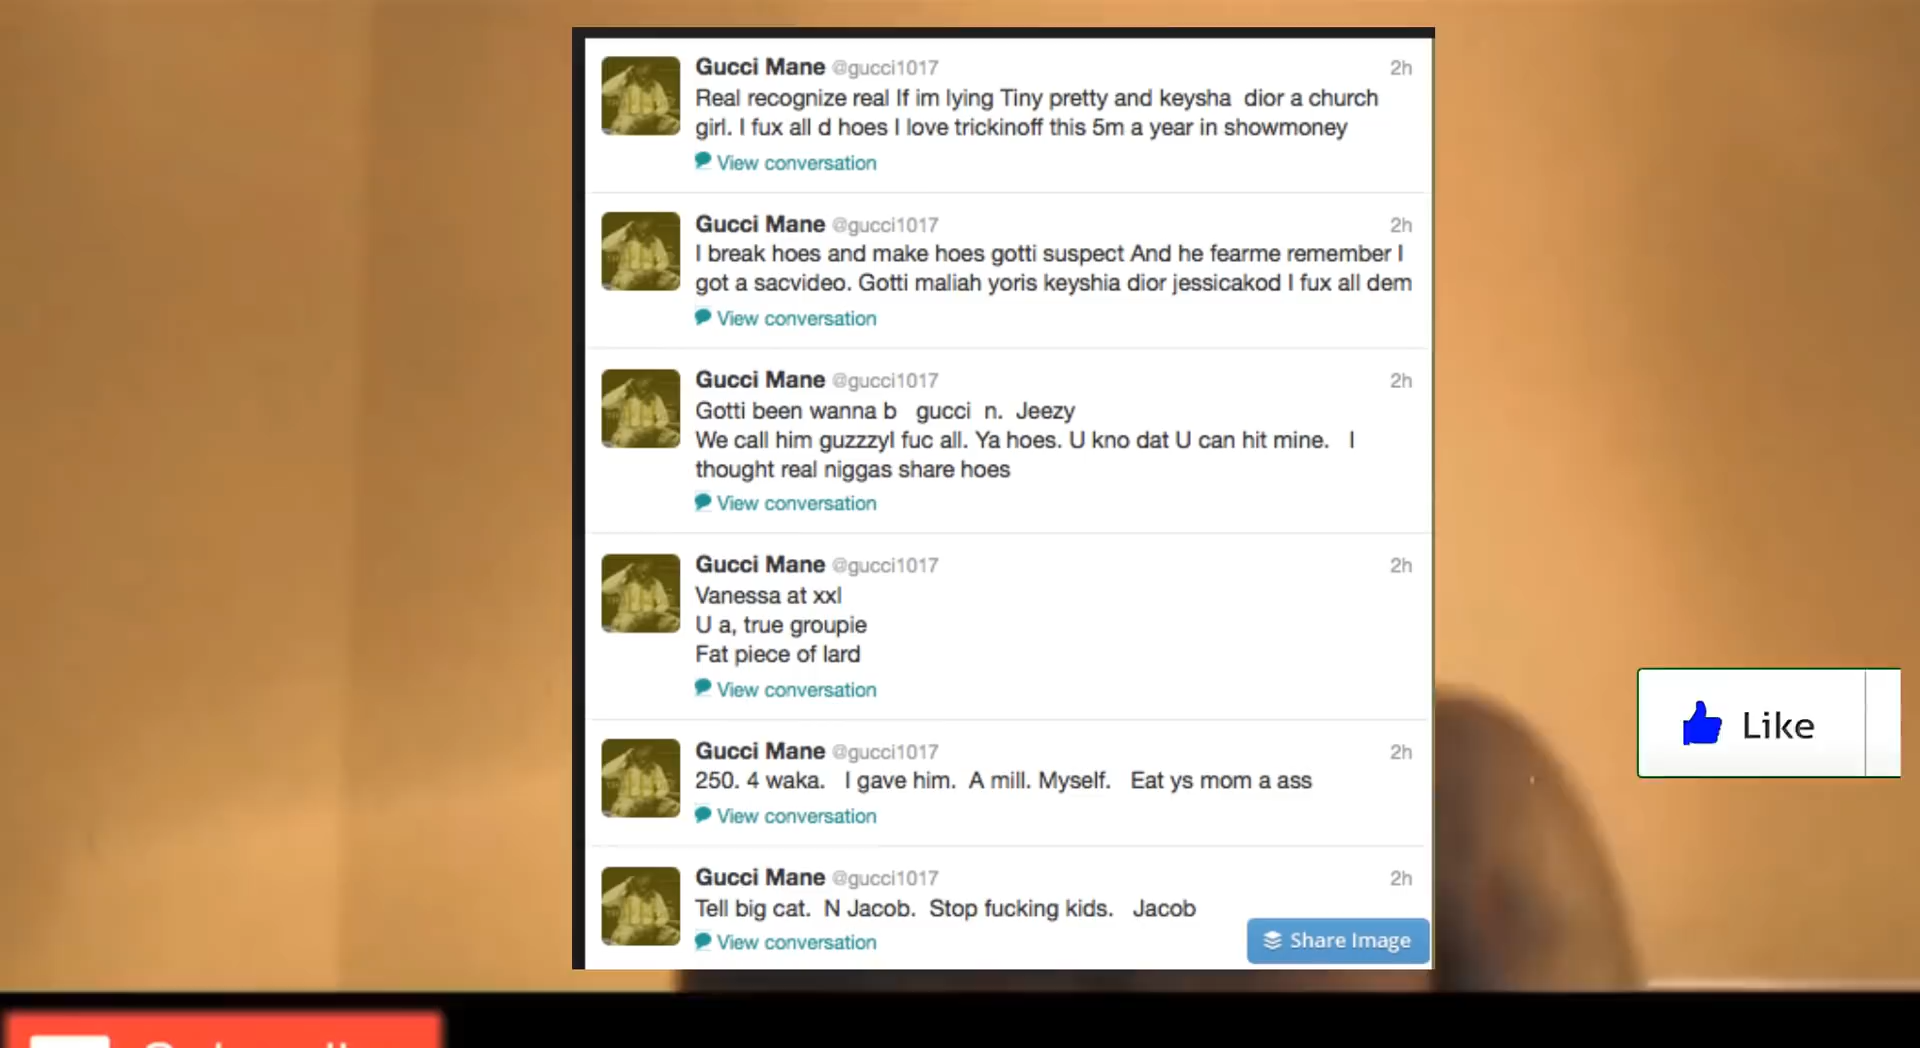 Gucci Mane @gucci1017 2h
Real recognize real If im lying Tiny pretty and keysha dior a church
girl. I fux all d hoes I love trickinoff this 5m a year in showmoney
View conversation
Gucci Mane @gucci1017 2h
I break hoes and make hoes gotti suspect And he fearme remember I
got a sacvideo. Gotti maliah yoris keyshia dior jessicakod I fux all dem
View conversation
Gucci Mane @gucci1017 2h
Gotti been wanna b gucci n. Jeezy
We call him guzzzyI fuc all. Ya hoes. U kno dat U can hit mine. I
thought real niggas share hoes
View conversation
Gucci Mane @gucci1017 2h
Vanessa at xxl
U a, true groupie
Fat piece of lard
View conversation
Gucci Mane @gucci1017 2h
250. 4 waka. I gave him. A mill. Myself. Eat ys mom a ass
View conversation
Gucci Mane @gucci1017 2h
Tell big cat. N Jacob. Stop fucking kids. Jacob
View conversation
Share Image
Like